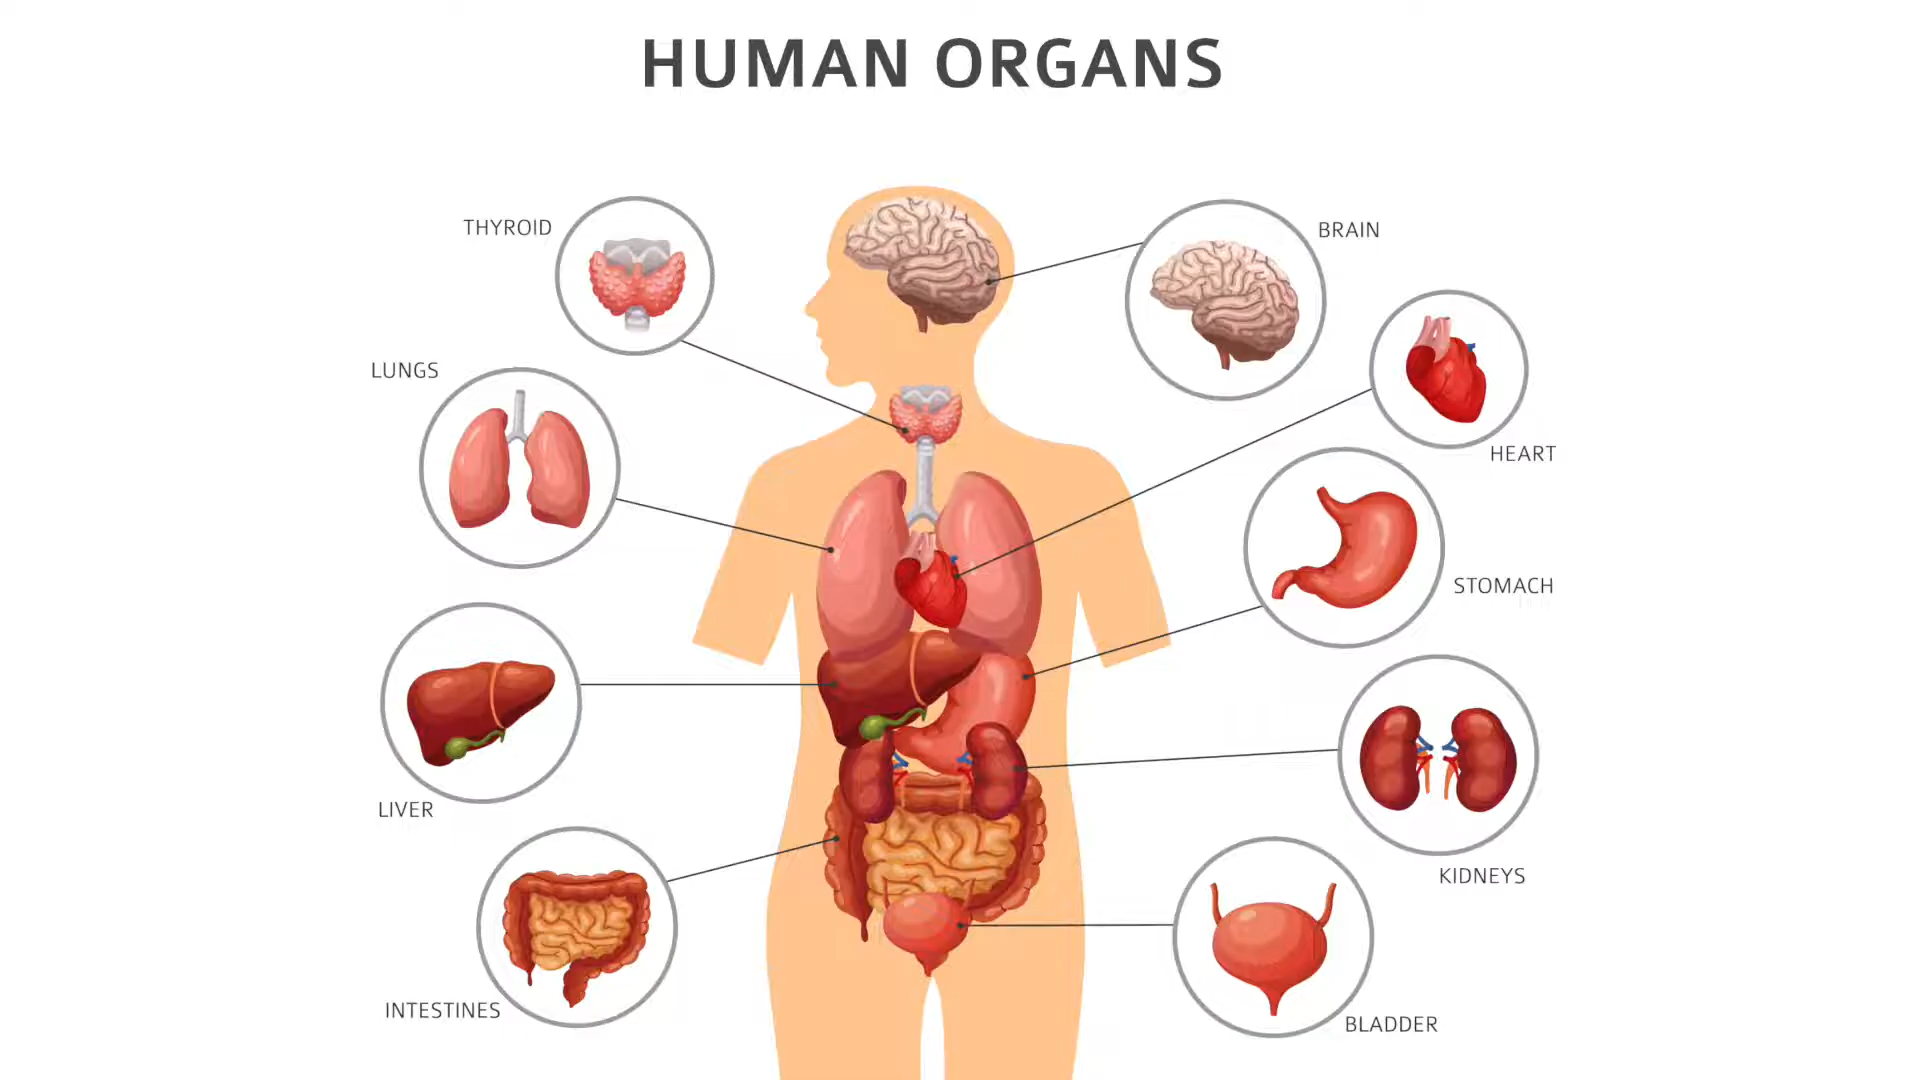 HUMAN ORGANS
THYROID
BRAIN
LUNGS
HEART
STOMACH
LIVER
KIDNEYS
INTESTINES
BLADDER